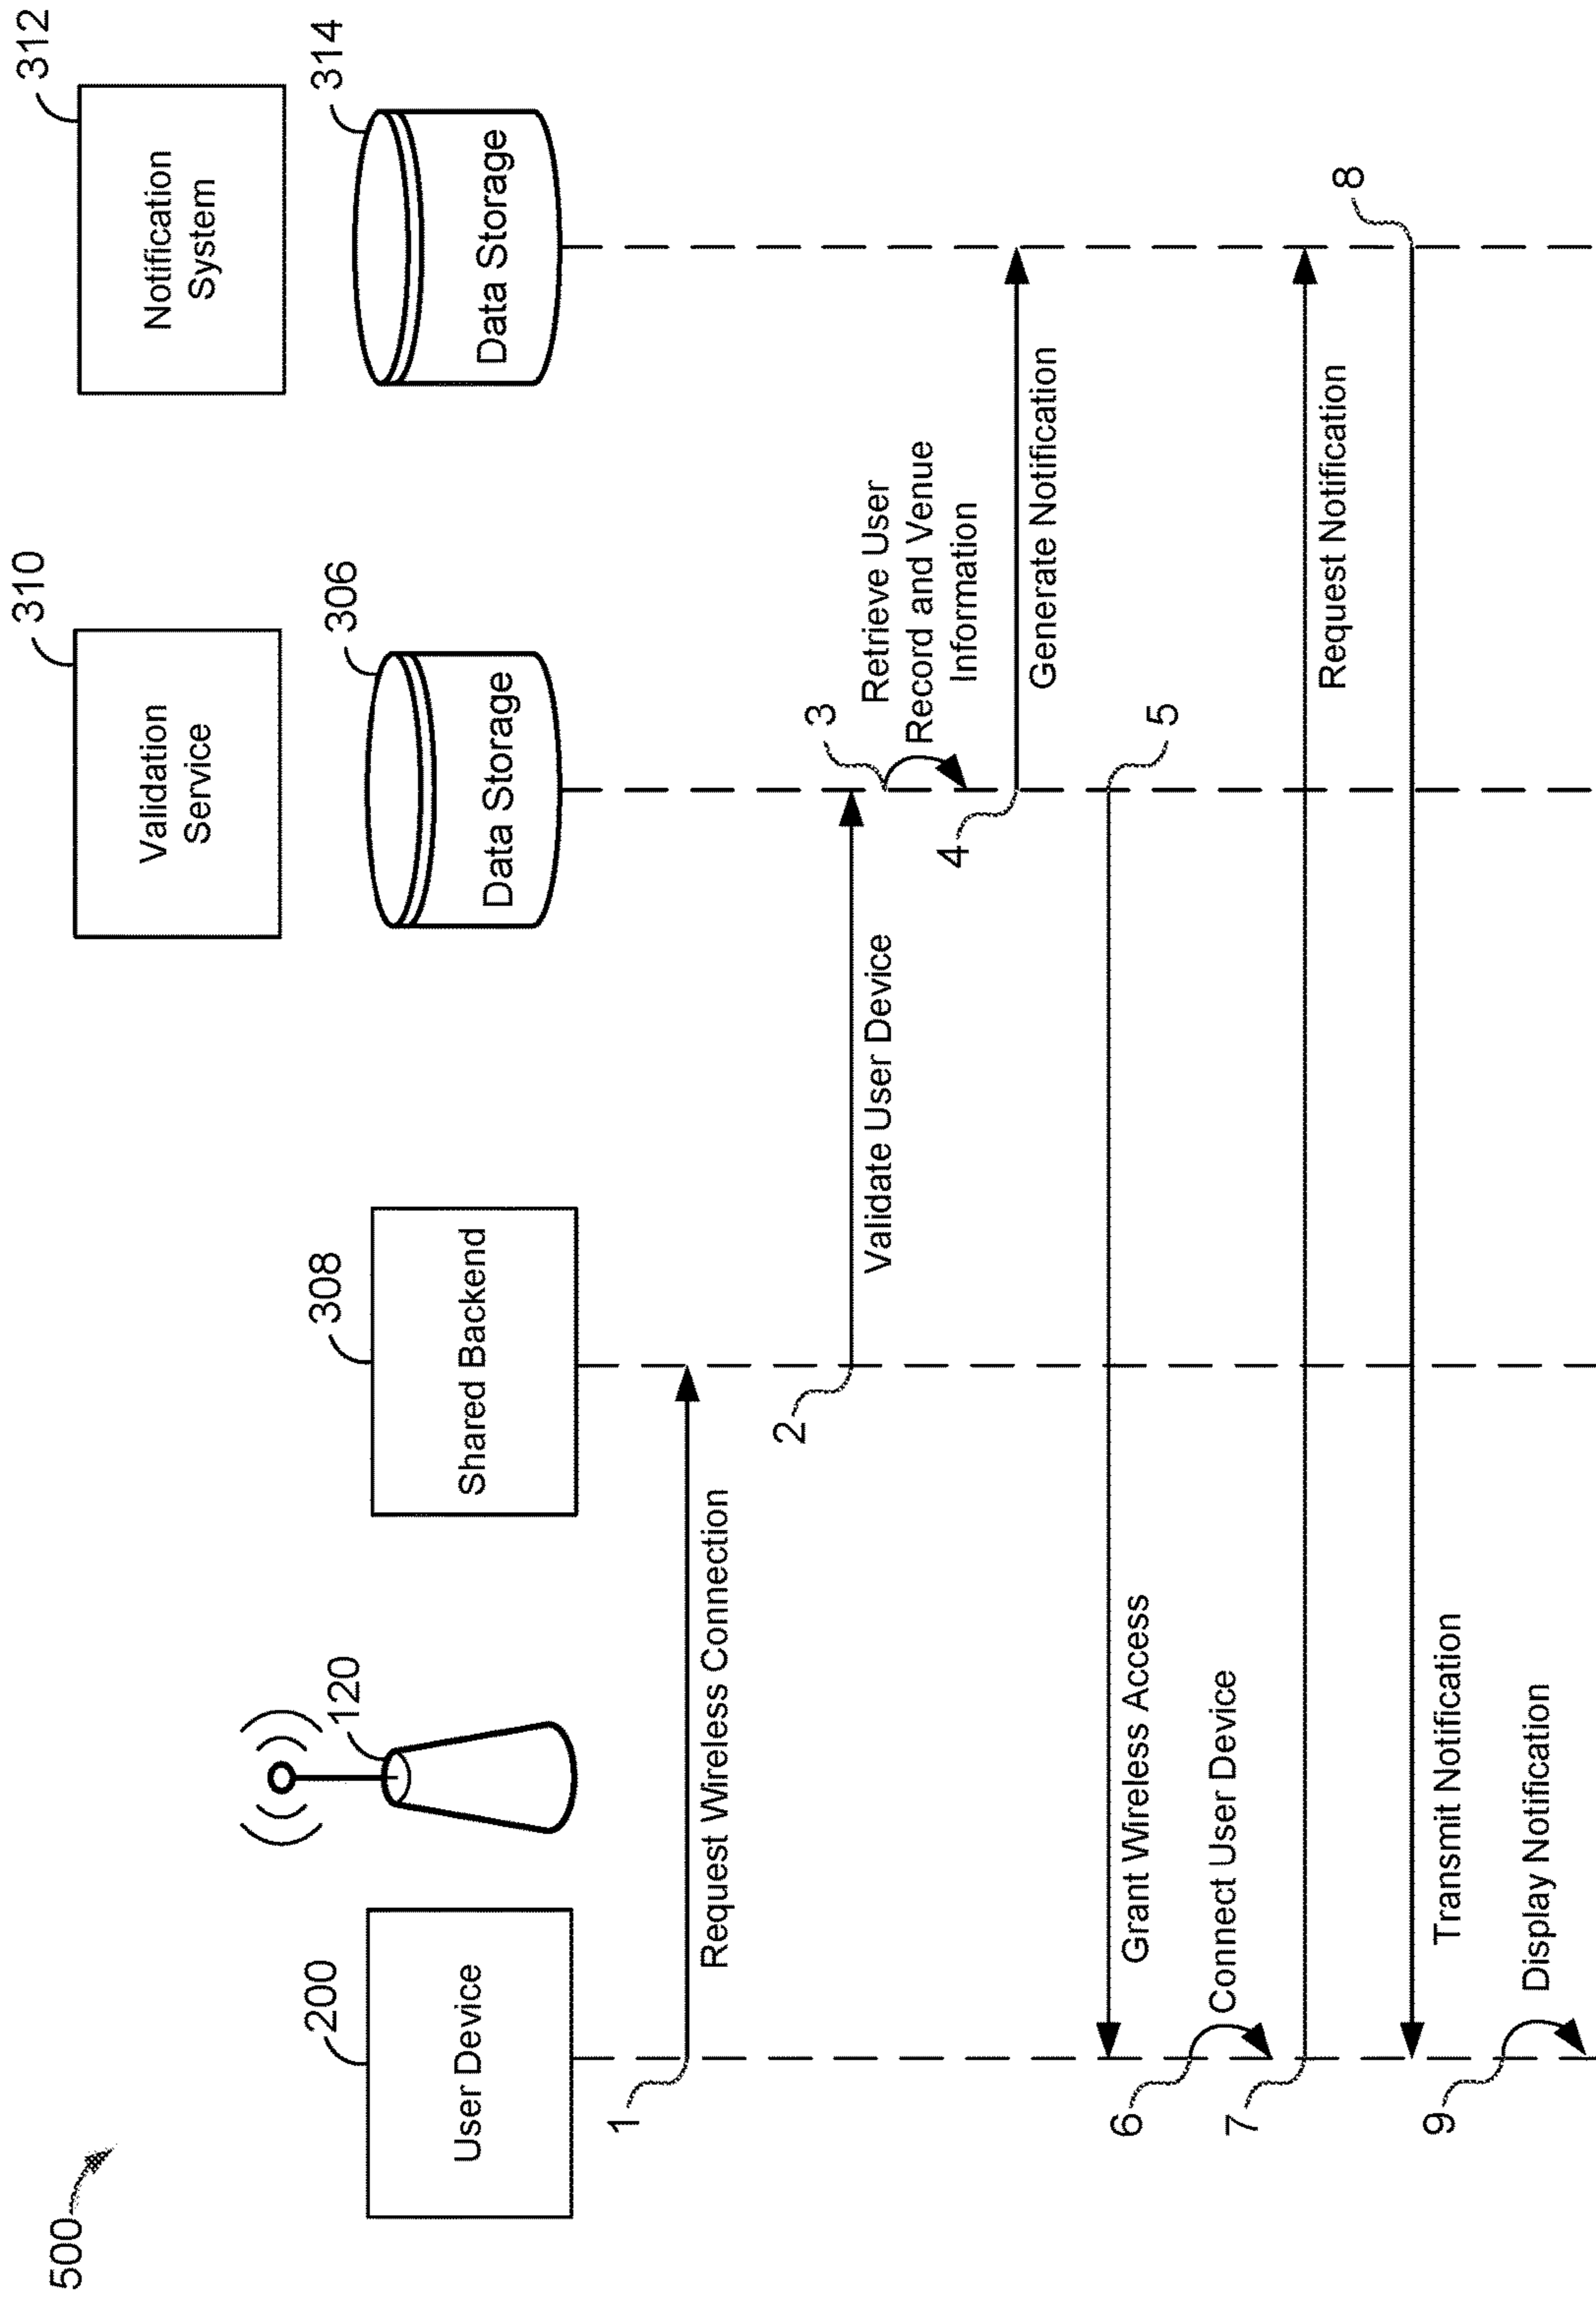 500
200
User Device
120
308
Shared Backend
310
Validation
Service
306
Data Storage
312
Notification
System
314
Data Storage
1
Request Wireless Connection
2
Validate User Device
3
Retrieve User
Record and Venue
Information
4
Generate Notification
5
Grant Wireless Access
6
Connect User Device
7
Request Notification
8
Transmit Notification
9
Display Notification